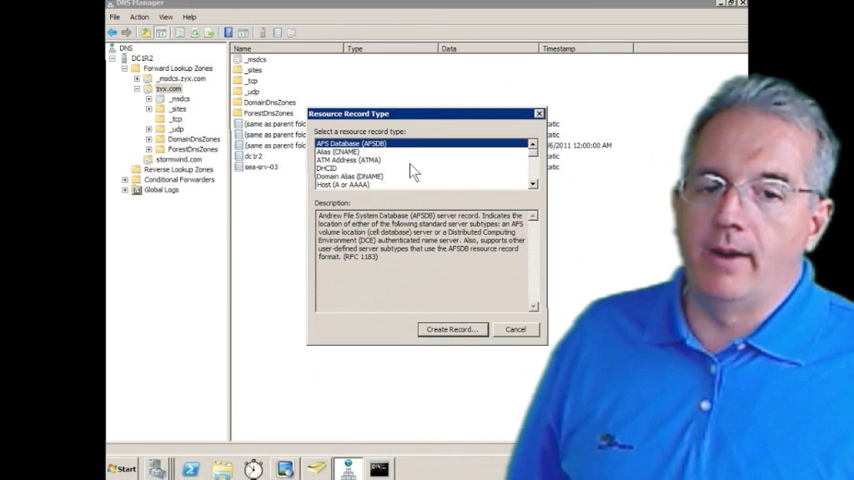 DNS Manager
File Action View Help
DNS
DC1R2
Forward Lookup Zones
_msdcs.zyx.com
zyx.com
_msdcs
_sites
_tcp
_udp
DomainDnsZones
ForestDnsZones
stormwind.com
Reverse Lookup Zones
Conditional Forwarders
Global Logs
Name Type Data Timestamp
_msdcs
_sites
_tcp
_udp
DomainDnsZones
ForestDnsZones
(same as parent fold
(same as parent fold
(same as parent fold
dc1r2
sea-srv-03
static
static
/6/2011 12:00:00 AM
static
static
Resource Record Type
Select a resource record type:
AFS Database (AFSDB)
Alias (CNAME)
ATM Address (ATMA)
DHCID
Domain Alias (DNAME)
Host (A or AAAA)
Description:
Andrew File System Database (AFSDB) server record. Indicates the
location of either of the following standard server subtypes: an AFS
volume location (cell database) server or a Distributed Computing
Environment (DCE) authenticated name server. Also, supports other
user-defined server subtypes that use the AFSDB resource record
format. (RFC 1183)
Create Record... Cancel
Start